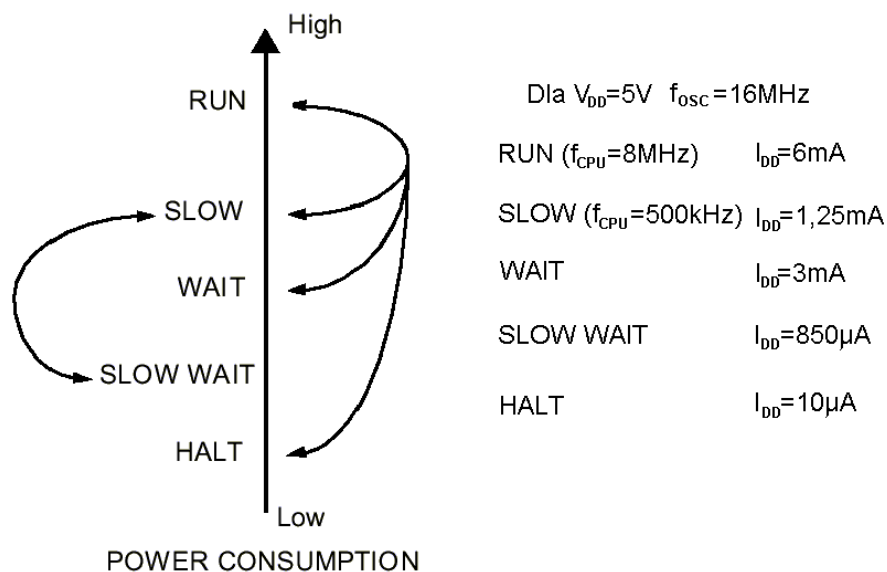 High
RUN
SLOW
WAIT
SLOW WAIT
HALT
Low
POWER CONSUMPTION
Dla V_DD=5V f_OSC=16MHz
RUN (f_CPU=8MHz) I_DD=6mA
SLOW (f_CPU=500kHz) I_DD=1,25mA
WAIT I_DD=3mA
SLOW WAIT I_DD=850µA
HALT I_DD=10µA